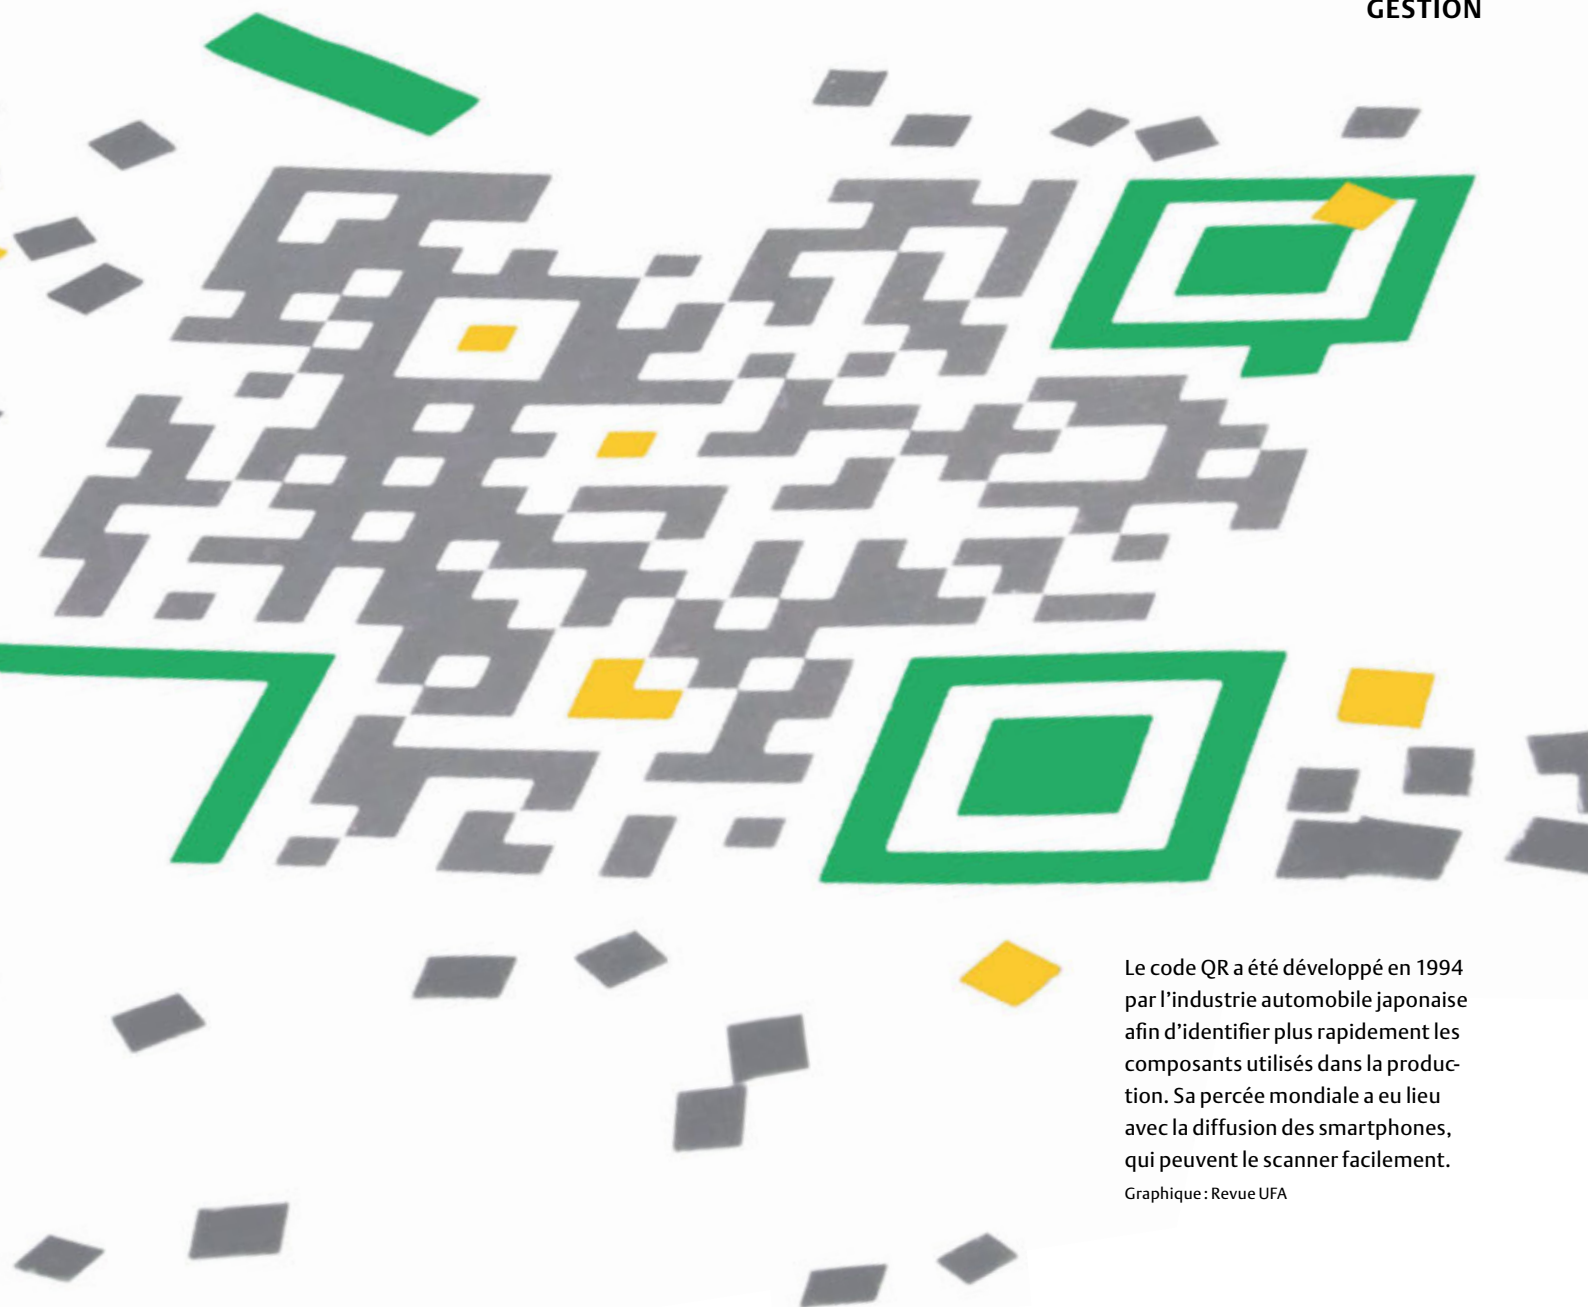 GESTION
Le code QR a été développé en 1994
par l’industrie automobile japonaise
afin d’identifier plus rapidement les
composants utilisés dans la produc-
tion. Sa percée mondiale a eu lieu
avec la diffusion des smartphones,
qui peuvent le scanner facilement.
Graphique : Revue UFA